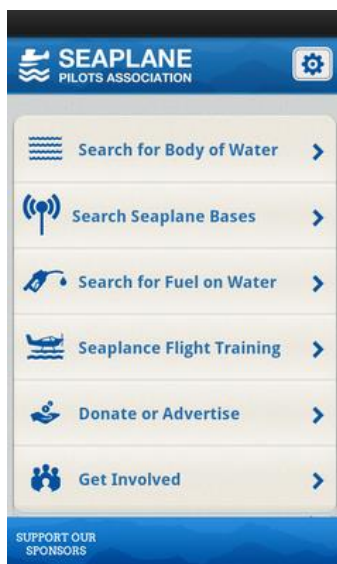 SEAPLANE
PILOTS ASSOCIATION
Search for Body of Water
Search Seaplane Bases
Search for Fuel on Water
Seaplance Flight Training
Donate or Advertise
Get Involved
SUPPORT OUR
SPONSORS